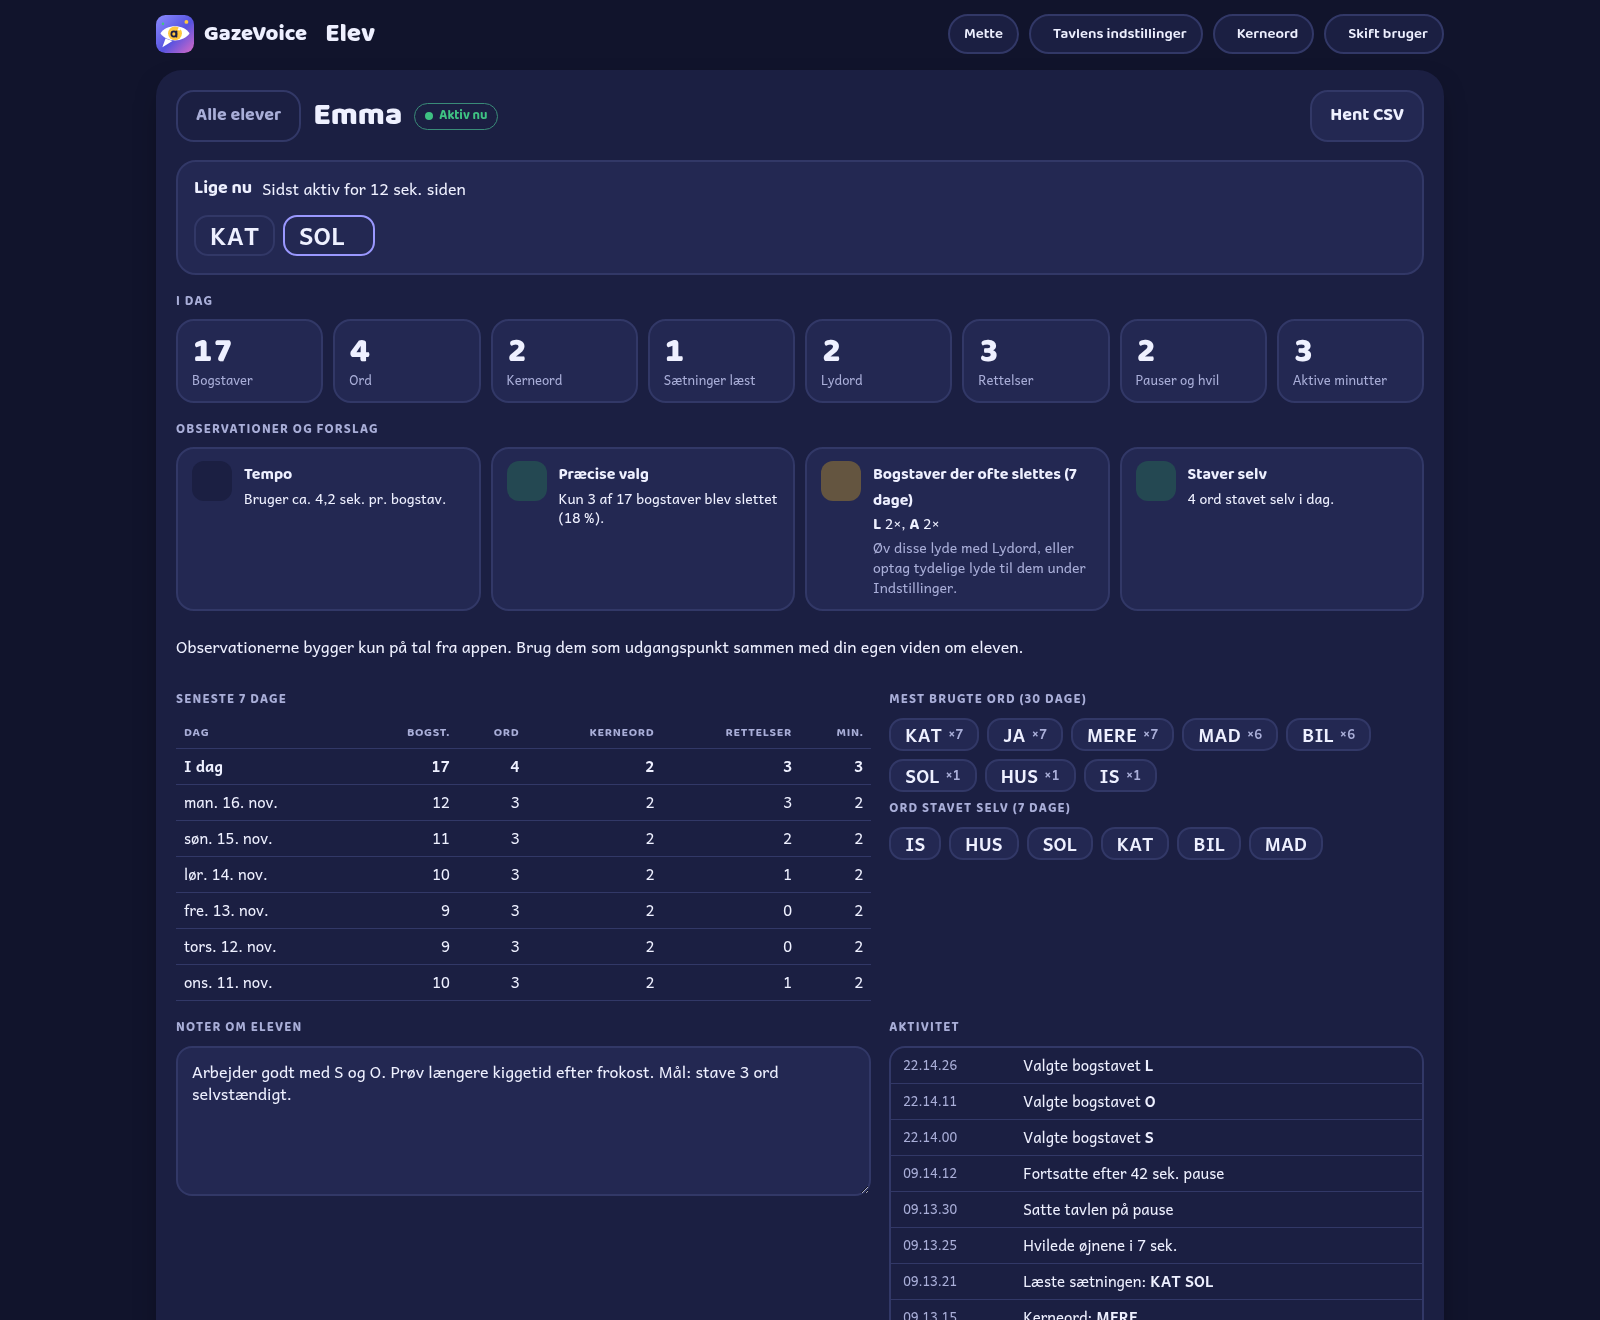 GazeVoice Elev
Mette
Tavlens indstillinger
Kerneord
Skift bruger
Alle elever
Emma
Aktiv nu
Hent CSV
Lige nu Sidst aktiv for 12 sek. siden
KAT SOL
I DAG
17
Bogstaver
4
Ord
2
Kerneord
1
Sætninger læst
2
Lydord
3
Rettelser
2
Pauser og hvil
3
Aktive minutter
OBSERVATIONER OG FORSLAG
Tempo
Bruger ca. 4,2 sek. pr. bogstav.
Præcise valg
Kun 3 af 17 bogstaver blev slettet
(18 %).
Bogstaver der ofte slettes (7
dage)
L 2×, A 2×
Øv disse lyde med Lydord, eller
optag tydelige lyde til dem under
Indstillinger.
Staver selv
4 ord stavet selv i dag.
Observationerne bygger kun på tal fra appen. Brug dem som udgangspunkt sammen med din egen viden om eleven.
SENESTE 7 DAGE
DAG BOGST. ORD KERNEORD RETTELSER MIN.
I dag 17 4 2 3 3
man. 16. nov. 12 3 2 3 2
søn. 15. nov. 11 3 2 2 2
lør. 14. nov. 10 3 2 1 2
fre. 13. nov. 9 3 2 0 2
tors. 12. nov. 9 3 2 0 2
ons. 11. nov. 10 3 2 1 2
MEST BRUGTE ORD (30 DAGE)
KAT ×7 JA ×7 MERE ×7 MAD ×6 BIL ×6
SOL ×1 HUS ×1 IS ×1
ORD STAVET SELV (7 DAGE)
IS HUS SOL KAT BIL MAD
NOTER OM ELEVEN
Arbejder godt med S og O. Prøv længere kiggetid efter frokost. Mål: stave 3 ord
selvstændigt.
AKTIVITET
22.14.26 Valgte bogstavet L
22.14.11 Valgte bogstavet O
22.14.00 Valgte bogstavet S
09.14.12 Fortsatte efter 42 sek. pause
09.13.30 Satte tavlen på pause
09.13.25 Hvilede øjnene i 7 sek.
09.13.21 Læste sætningen: KAT SOL
09.13.15 Kerneord: MERE